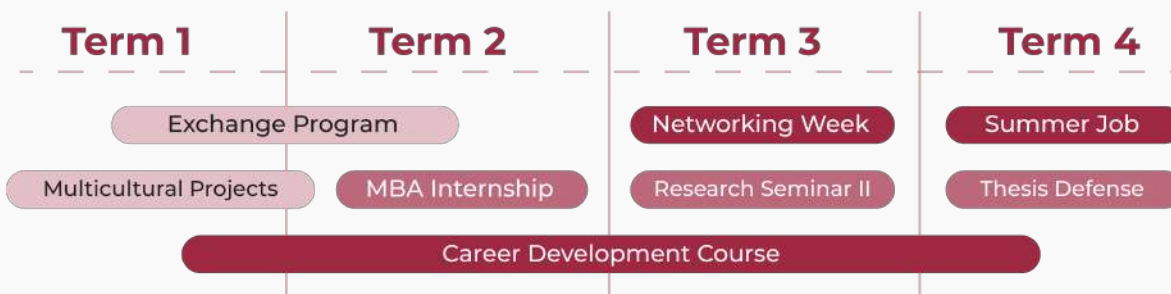 Term 1
Term 2
Term 3
Term 4
Exchange Program
Networking Week
Summer Job
Multicultural Projects
MBA Internship
Research Seminar II
Thesis Defense
Career Development Course